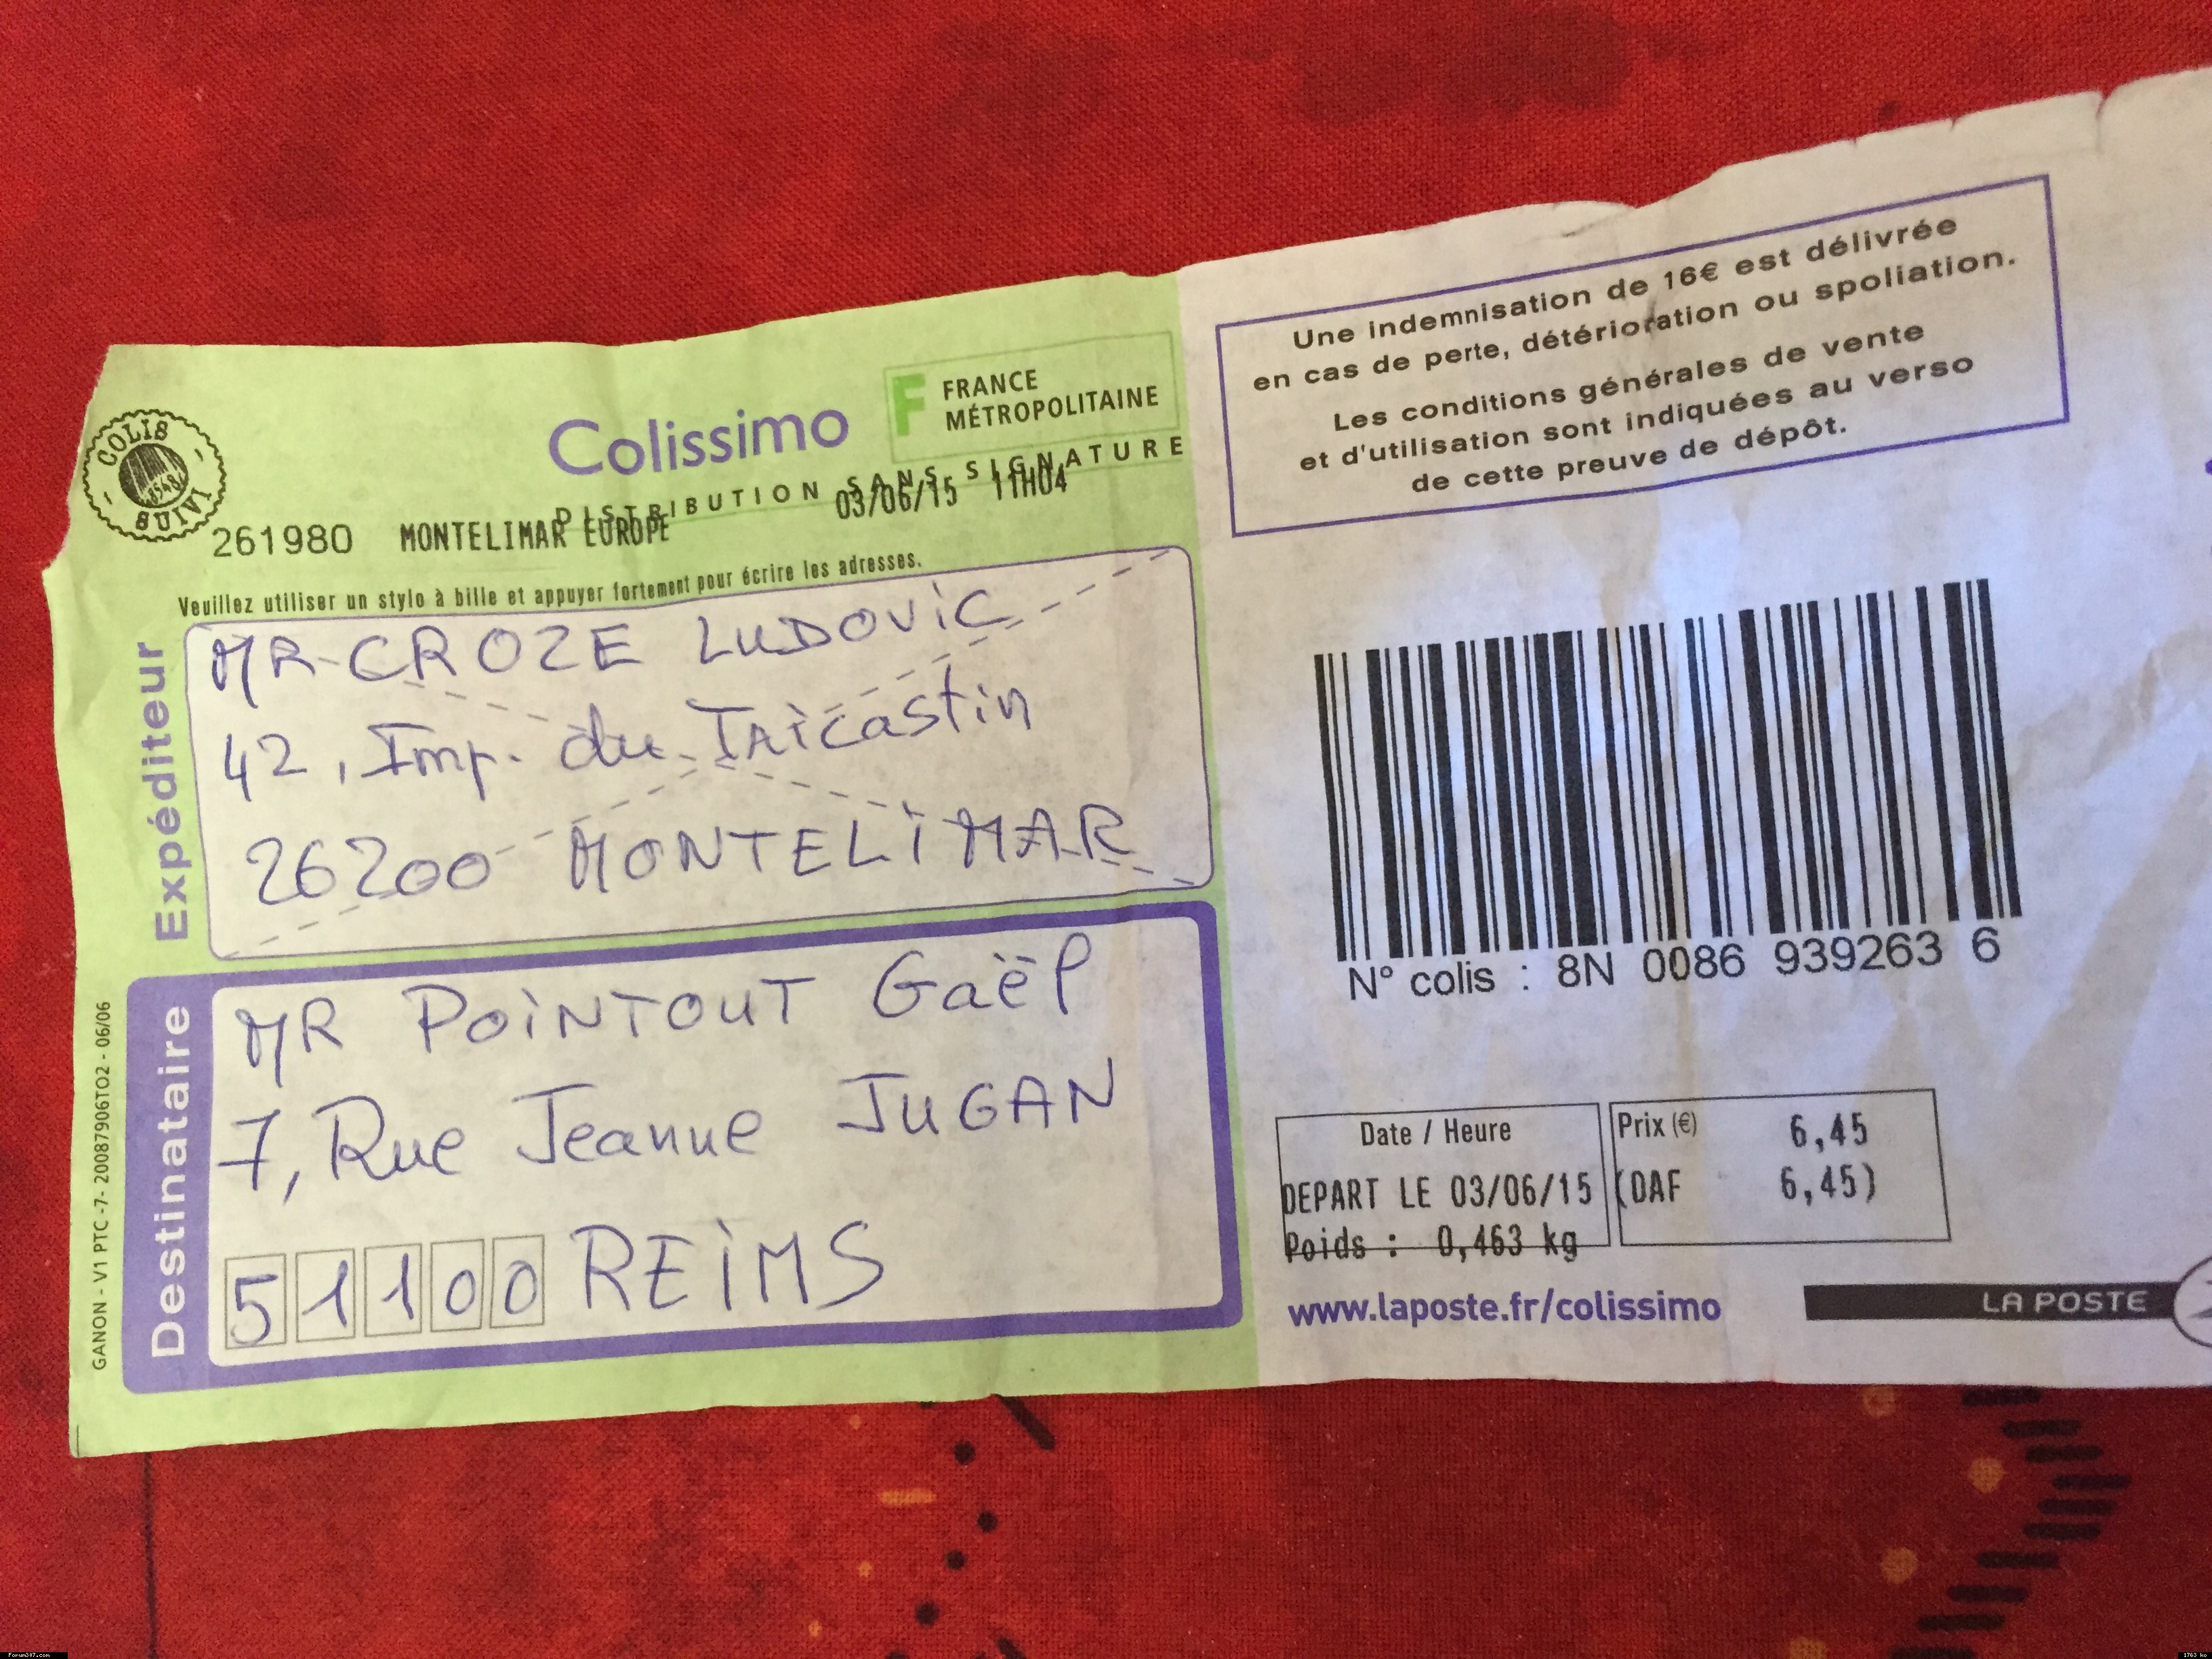 COLIS SUIVI
8548
Colissimo
F FRANCE
MÉTROPOLITAINE
DISTRIBUTION SANS SIGNATURE
261980 MONTELIMAR EUROPE 03/06/15 11H04
Veuillez utiliser un stylo à bille et appuyer fortement pour écrire les adresses.
Expéditeur
MR CROZE LUDOVIC
42, Imp. du Tricastin
26200 MONTELIMAR
Destinataire
MR POINTOUT Gaël
7, Rue Jeanne JUGAN
51100 REIMS
GANON - V1 PTC -7- 20087906TO2 - 06/06
Une indemnisation de 16€ est délivrée
en cas de perte, détérioration ou spoliation.
Les conditions générales de vente
et d'utilisation sont indiquées au verso
de cette preuve de dépôt.
N° colis : 8N 0086 939263 6
Date / Heure
DEPART LE 03/06/15
Poids : 0,463 kg
Prix (€) 6,45
(DAF 6,45)
www.laposte.fr/colissimo
LA POSTE
Forum347.com
1763 ko